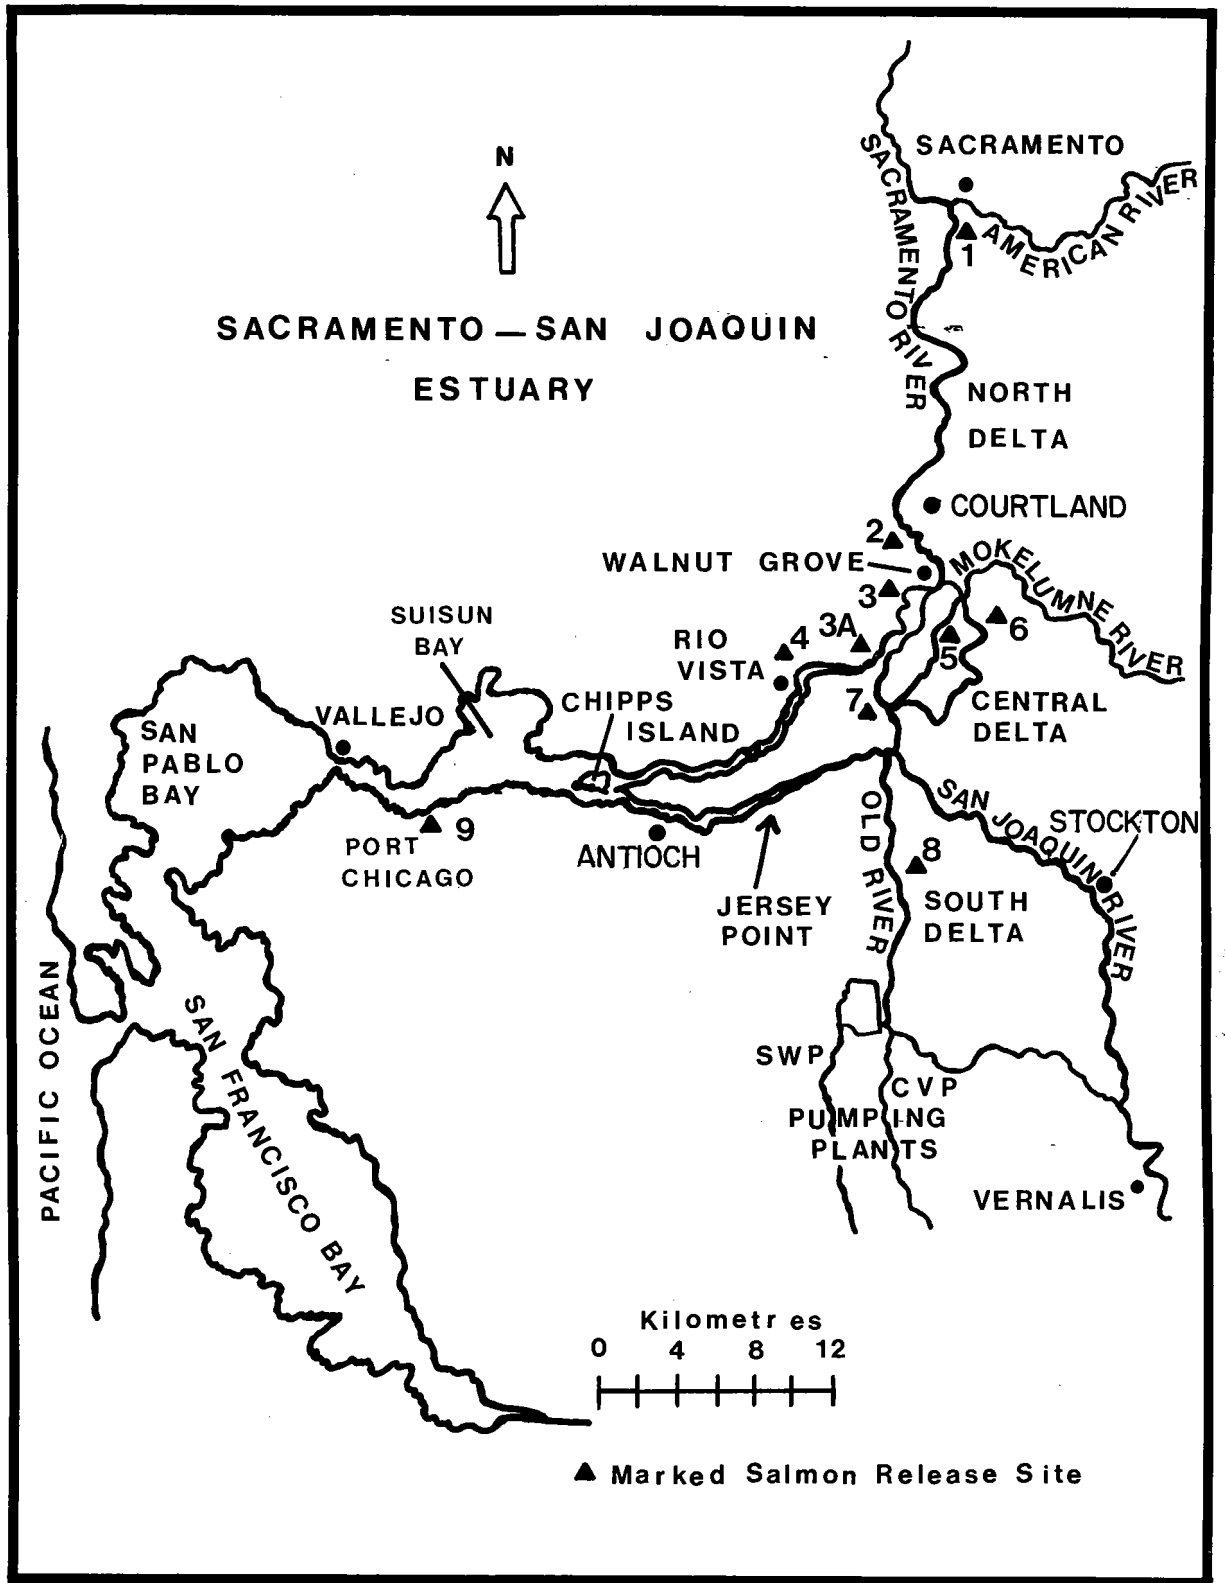 N
SACRAMENTO
SACRAMENTO RIVER
AMERICAN RIVER
1
SACRAMENTO — SAN JOAQUIN
ESTUARY
NORTH
DELTA
COURTLAND
2
WALNUT GROVE
MOKELUMNE RIVER
3
SUISUN
BAY
RIO
VISTA
4
3A
5
6
CHIPPS
ISLAND
7
CENTRAL
DELTA
VALLEJO
SAN
PABLO
BAY
9
PORT
CHICAGO
ANTIOCH
JERSEY
POINT
OLD RIVER
SAN JOAQUIN RIVER
STOCKTON
8
SOUTH
DELTA
PACIFIC OCEAN
SAN FRANCISCO BAY
SWP
CVP
PUMPING
PLANTS
VERNALIS
Kilometres
0 4 8 12
▲ Marked Salmon Release Site